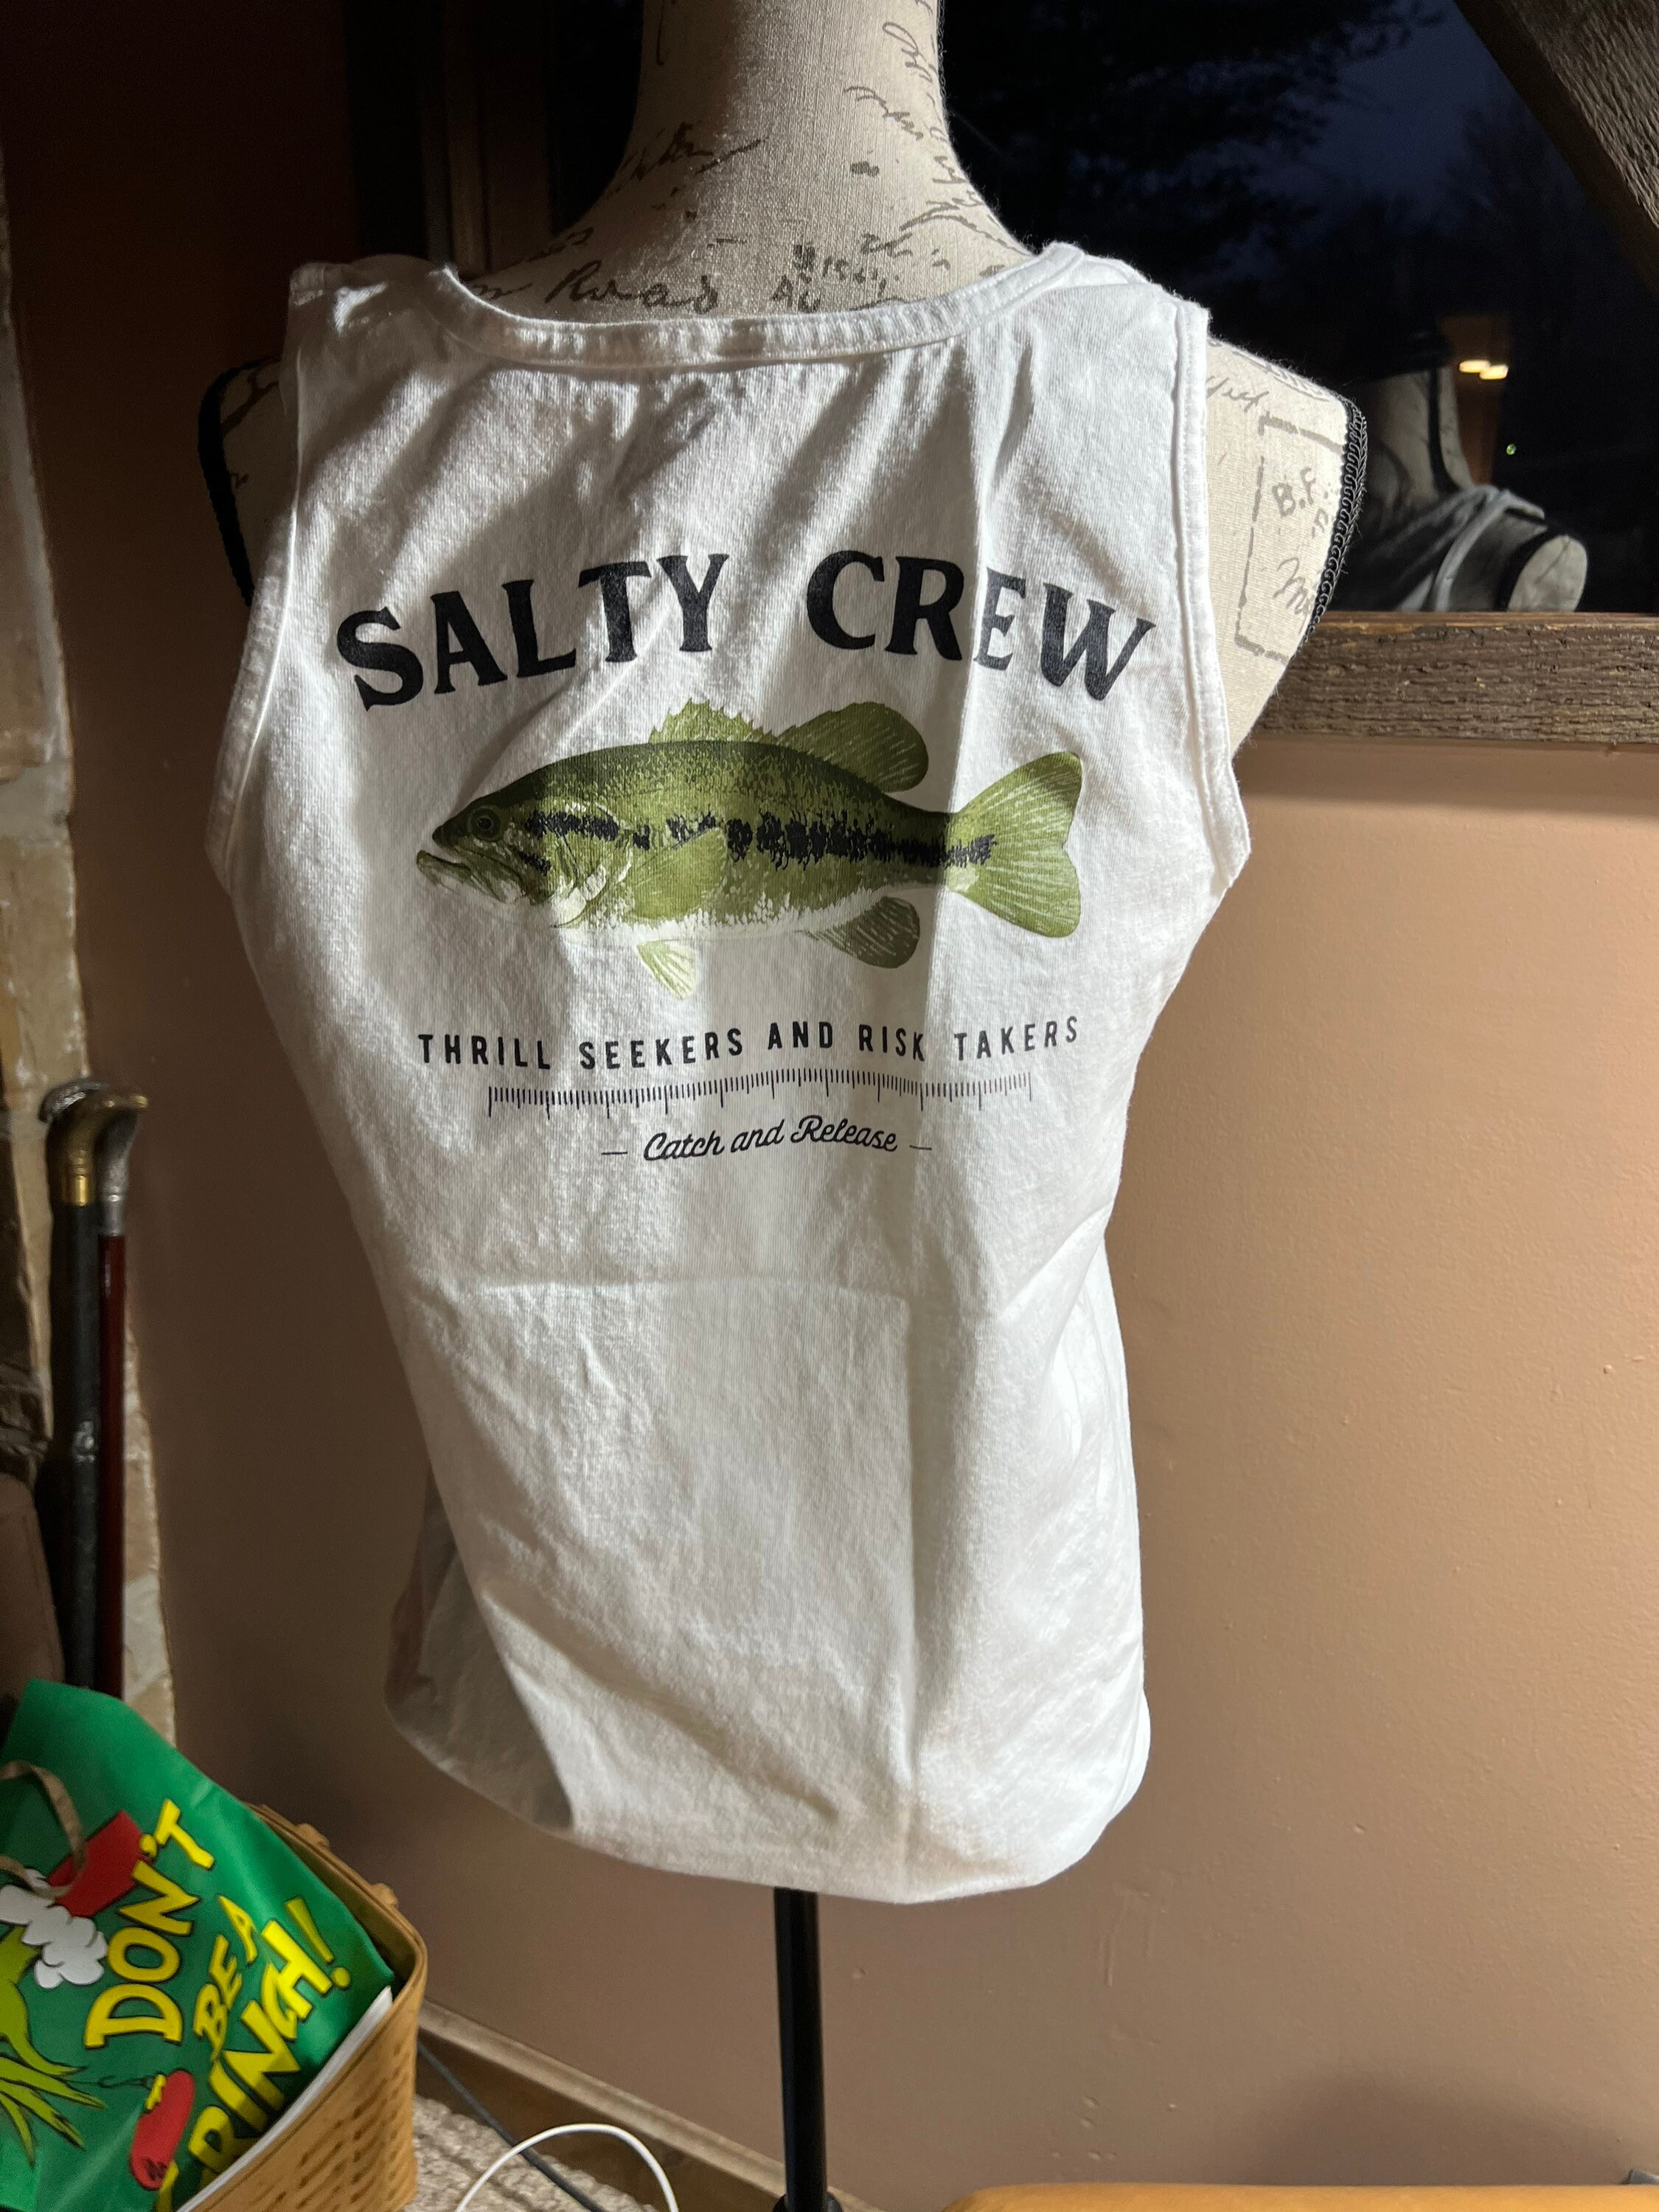 SALTY CREW
THRILL SEEKERS AND RISK TAKERS
— Catch and Release —
B.F.
DON'T
BE A
GRINCH!